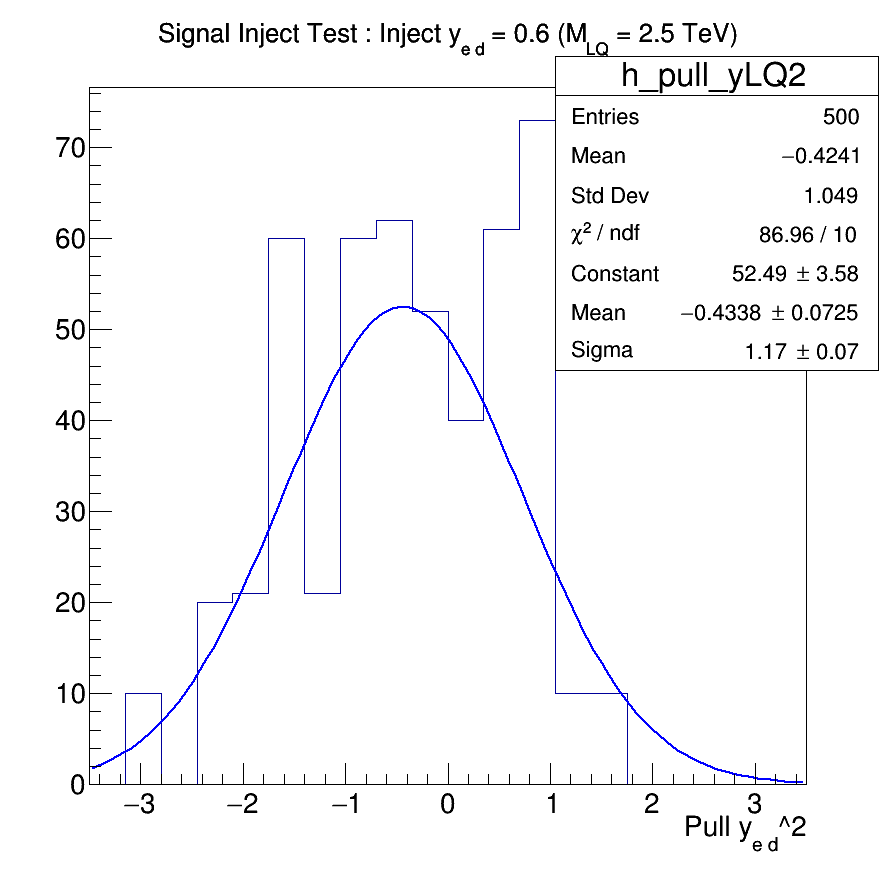 Signal Inject Test : Inject y_{e d} = 0.6 (M_{LQ} = 2.5 TeV)
h_pull_yLQ2
Entries 500
Mean −0.4241
Std Dev 1.049
χ² / ndf 86.96 / 10
Constant 52.49 ± 3.58
Mean −0.4338 ± 0.0725
Sigma 1.17 ± 0.07
70
60
50
40
30
20
10
0
−3 −2 −1 0 1 2 3
Pull y_{e d}^2